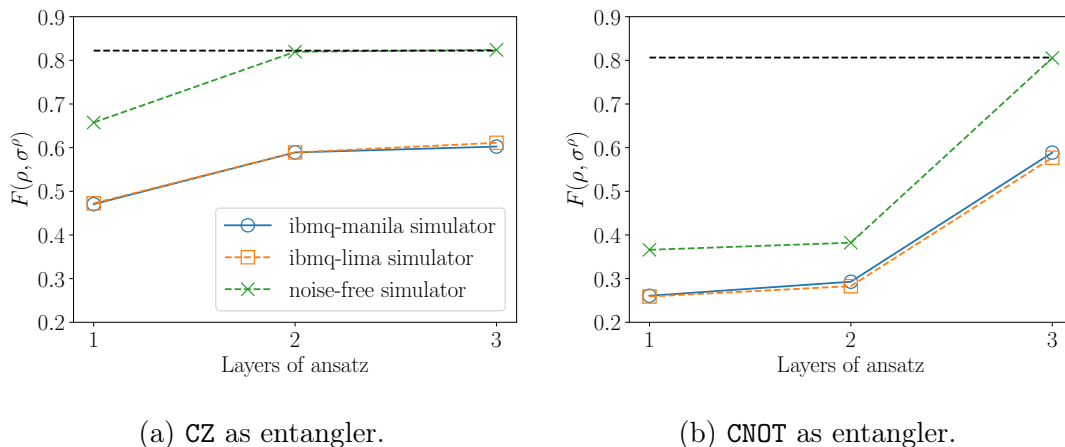 0.9
0.8
0.7
0.6
0.5
0.4
0.3
0.2
F(ρ, σ^ρ)
1 2 3
Layers of ansatz
ibmq-manila simulator
ibmq-lima simulator
noise-free simulator
(a) CZ as entangler.
0.9
0.8
0.7
0.6
0.5
0.4
0.3
0.2
F(ρ, σ^ρ)
1 2 3
Layers of ansatz
(b) CNOT as entangler.